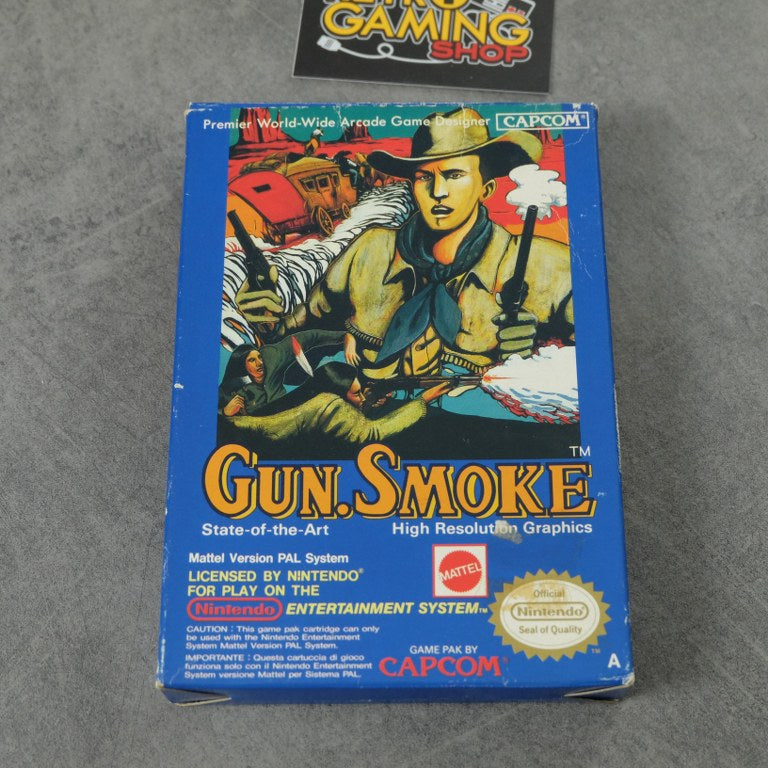 GAMING
SHOP
Premier World-Wide Arcade Game Designer CAPCOM®
GUN.SMOKE™
State-of-the-Art High Resolution Graphics
Mattel Version PAL System
LICENSED BY NINTENDO®
FOR PLAY ON THE
Nintendo ENTERTAINMENT SYSTEM™
MATTEL
CAUTION : This game pak cartridge can only
be used with the Nintendo Entertainment
System Mattel Version PAL System.
IMPORTANTE : Questa cartuccia di gioco
funziona solo con il Nintendo Entertainment
System versione Mattel per Sistema PAL.
GAME PAK BY
CAPCOM®
Official
Nintendo®
Seal of Quality
TM
A